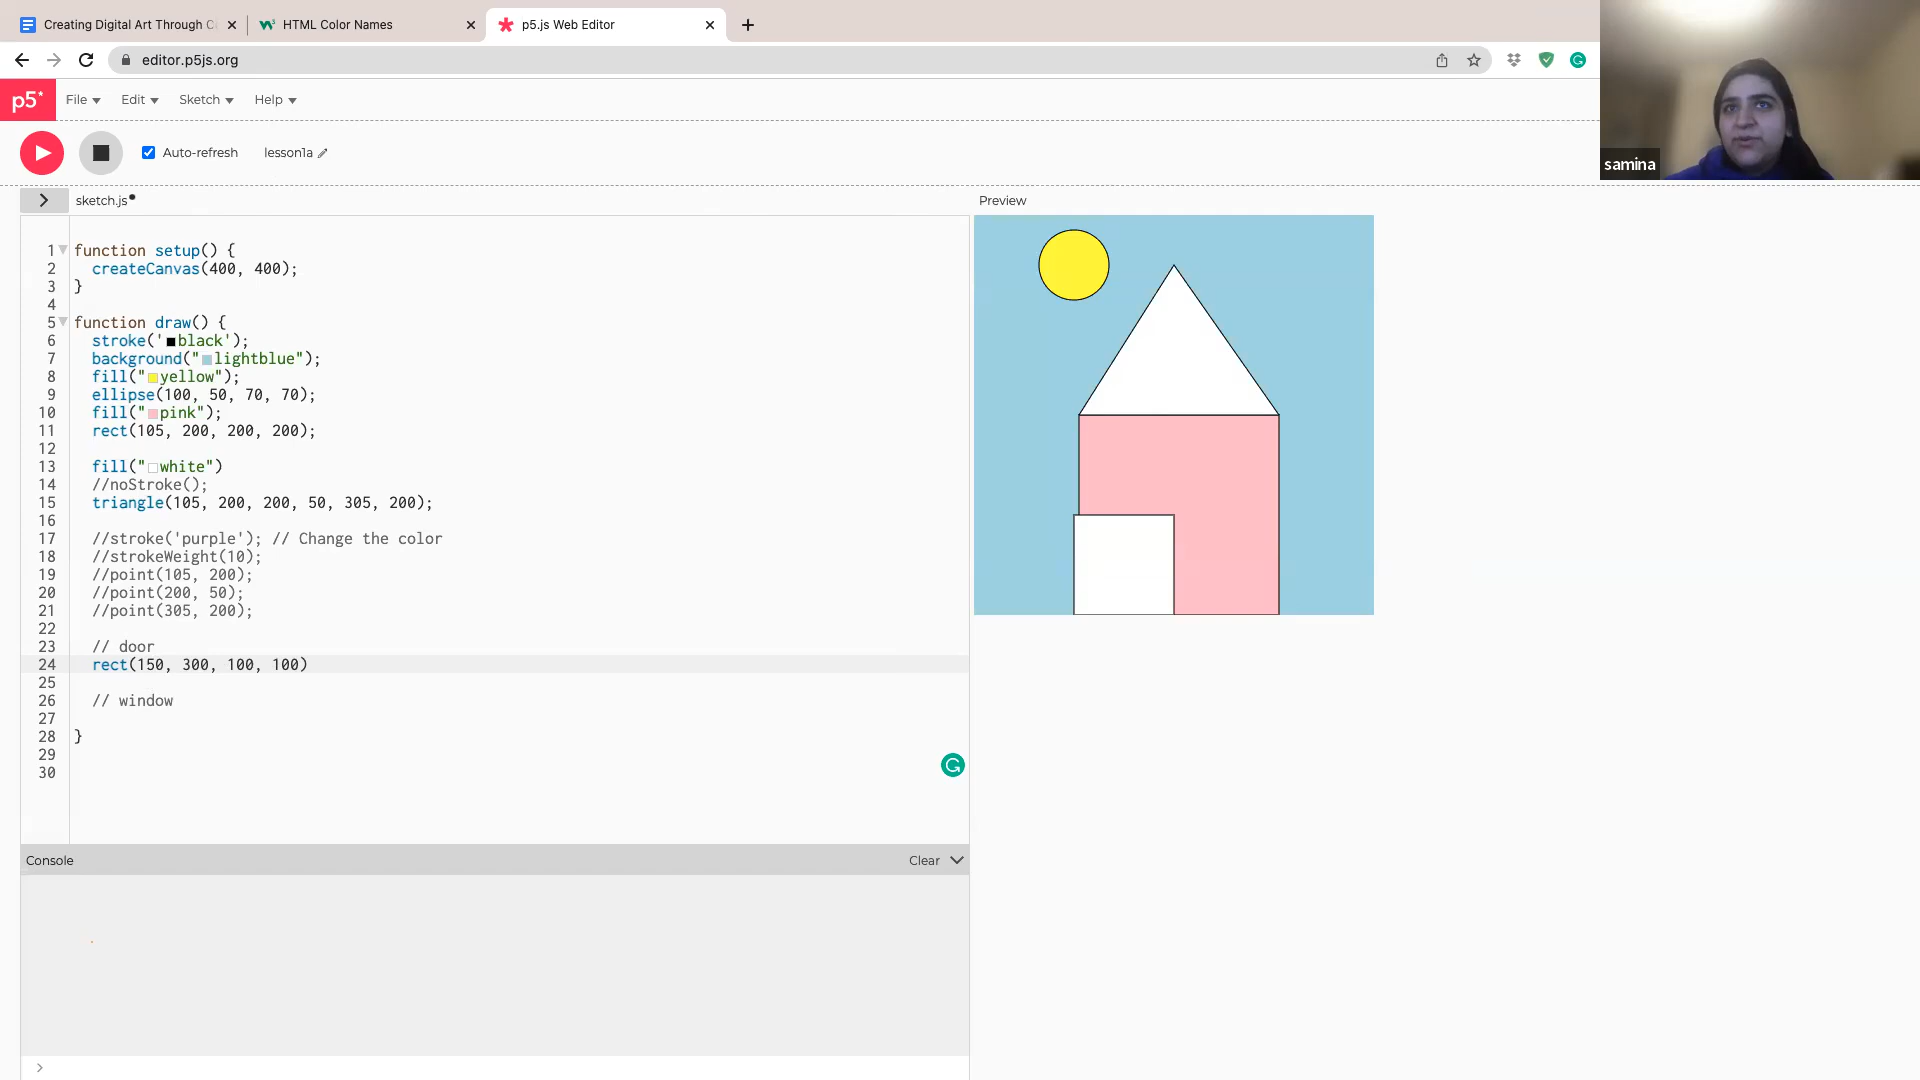 Creating Digital Art Through C
HTML Color Names
p5.js Web Editor
editor.p5js.org
p5* File Edit Sketch Help
Auto-refresh lesson1a
samina
sketch.js
Preview
1 function setup() {
2 createCanvas(400, 400);
3 }
4
5 function draw() {
6 stroke('black');
7 background("lightblue");
8 fill("yellow");
9 ellipse(100, 50, 70, 70);
10 fill("pink");
11 rect(105, 200, 200, 200);
12
13 fill("white")
14 //noStroke();
15 triangle(105, 200, 200, 50, 305, 200);
16
17 //stroke('purple'); // Change the color
18 //strokeWeight(10);
19 //point(105, 200);
20 //point(200, 50);
21 //point(305, 200);
22
23 // door
24 rect(150, 300, 100, 100)
25
26 // window
27
28 }
29
30
Console Clear
>